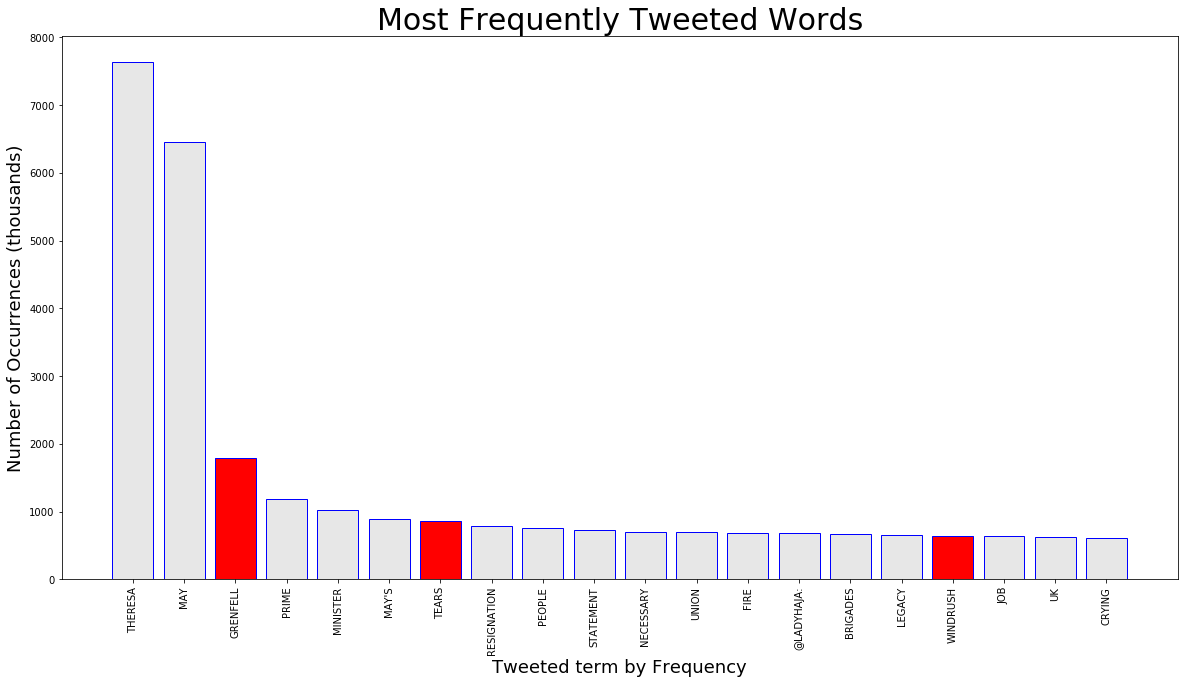 Most Frequently Tweeted Words
Number of Occurrences (thousands)
8000
7000
6000
5000
4000
3000
2000
1000
0
THERESA
MAY
GRENFELL
PRIME
MINISTER
MAY'S
TEARS
RESIGNATION
PEOPLE
STATEMENT
NECESSARY
UNION
FIRE
@LADYHAJA:
BRIGADES
LEGACY
WINDRUSH
JOB
UK
CRYING
Tweeted term by Frequency